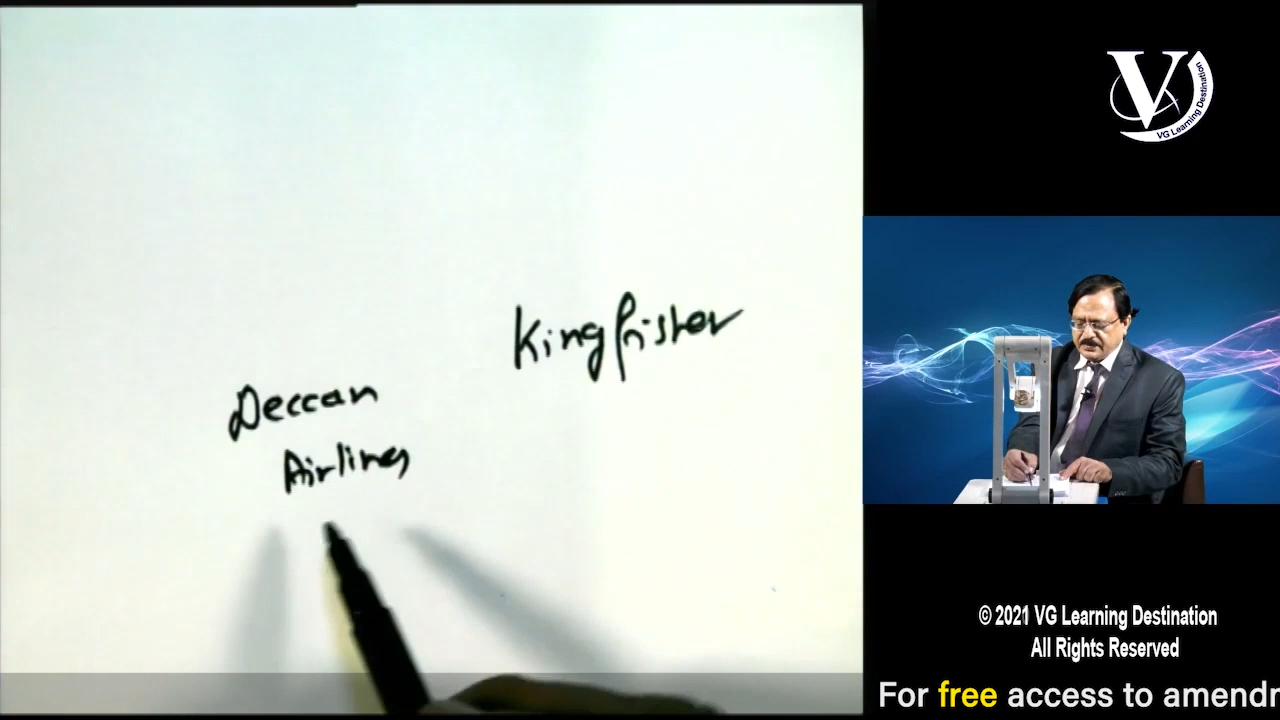 Kingfisher
Deccan
Airlines
V
VG Learning Destination
© 2021 VG Learning Destination
All Rights Reserved
For free access to amendr